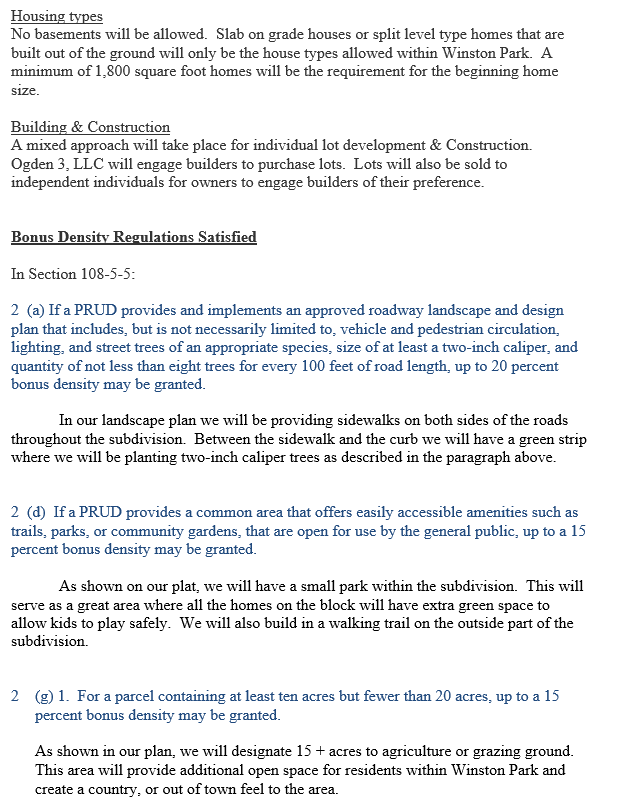 Housing types
No basements will be allowed.  Slab on grade houses or split level type homes that are
built out of the ground will only be the house types allowed within Winston Park.  A
minimum of 1,800 square foot homes will be the requirement for the beginning home
size.
Building & Construction
A mixed approach will take place for individual lot development & Construction.
Ogden 3, LLC will engage builders to purchase lots.  Lots will also be sold to
independent individuals for owners to engage builders of their preference.
Bonus Density Regulations Satisfied
In Section 108-5-5:
2  (a) If a PRUD provides and implements an approved roadway landscape and design
plan that includes, but is not necessarily limited to, vehicle and pedestrian circulation,
lighting, and street trees of an appropriate species, size of at least a two-inch caliper, and
quantity of not less than eight trees for every 100 feet of road length, up to 20 percent
bonus density may be granted.
In our landscape plan we will be providing sidewalks on both sides of the roads
throughout the subdivision.  Between the sidewalk and the curb we will have a green strip
where we will be planting two-inch caliper trees as described in the paragraph above.
2  (d)  If a PRUD provides a common area that offers easily accessible amenities such as
trails, parks, or community gardens, that are open for use by the general public, up to a 15
percent bonus density may be granted.
As shown on our plat, we will have a small park within the subdivision.  This will
serve as a great area where all the homes on the block will have extra green space to
allow kids to play safely.  We will also build in a walking trail on the outside part of the
subdivision.
2   (g) 1.  For a parcel containing at least ten acres but fewer than 20 acres, up to a 15
percent bonus density may be granted.
As shown in our plan, we will designate 15 + acres to agriculture or grazing ground.
This area will provide additional open space for residents within Winston Park and
create a country, or out of town feel to the area.